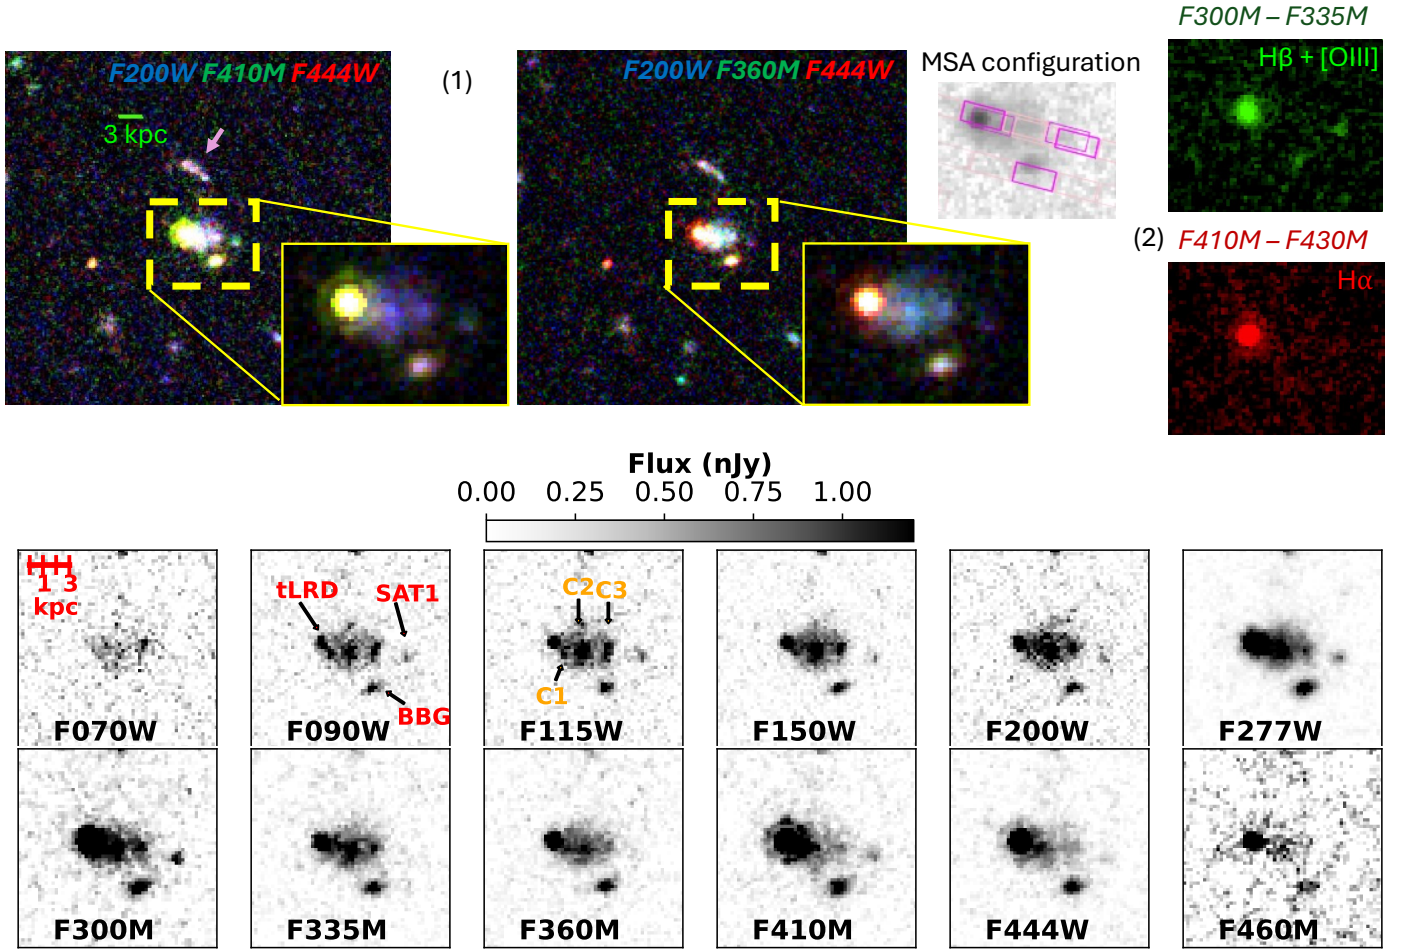 F300M – F335M
F200W F410M F444W
(1)
F200W F360M F444W
MSA configuration
Hβ + [OIII]
3 kpc
(2)
F410M – F430M
Hα
Flux (nJy)
0.00 0.25 0.50 0.75 1.00
1 3
kpc
tLRD
SAT1
BBG
C2 C3
C1
F070W
F090W
F115W
F150W
F200W
F277W
F300M
F335M
F360M
F410M
F444W
F460M